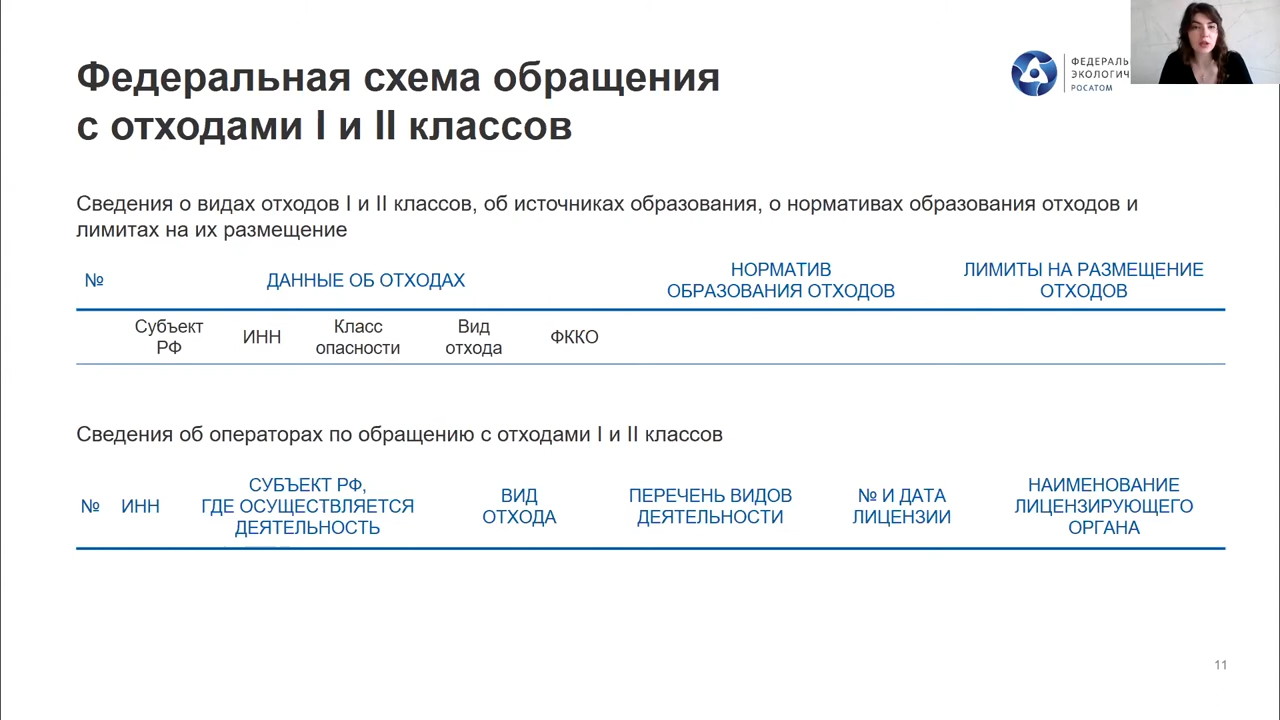 Федеральная схема обращения
с отходами I и II классов
ФЕДЕРАЛЬ
ЭКОЛОГИЧ
РОСАТОМ
Сведения о видах отходов I и II классов, об источниках образования, о нормативах образования отходов и
лимитах на их размещение
№
ДАННЫЕ ОБ ОТХОДАХ
НОРМАТИВ
ОБРАЗОВАНИЯ ОТХОДОВ
ЛИМИТЫ НА РАЗМЕЩЕНИЕ
ОТХОДОВ
Субъект
РФ
ИНН
Класс
опасности
Вид
отхода
ФККО
Сведения об операторах по обращению с отходами I и II классов
№
ИНН
СУБЪЕКТ РФ,
ГДЕ ОСУЩЕСТВЛЯЕТСЯ
ДЕЯТЕЛЬНОСТЬ
ВИД
ОТХОДА
ПЕРЕЧЕНЬ ВИДОВ
ДЕЯТЕЛЬНОСТИ
№ И ДАТА
ЛИЦЕНЗИИ
НАИМЕНОВАНИЕ
ЛИЦЕНЗИРУЮЩЕГО
ОРГАНА
11